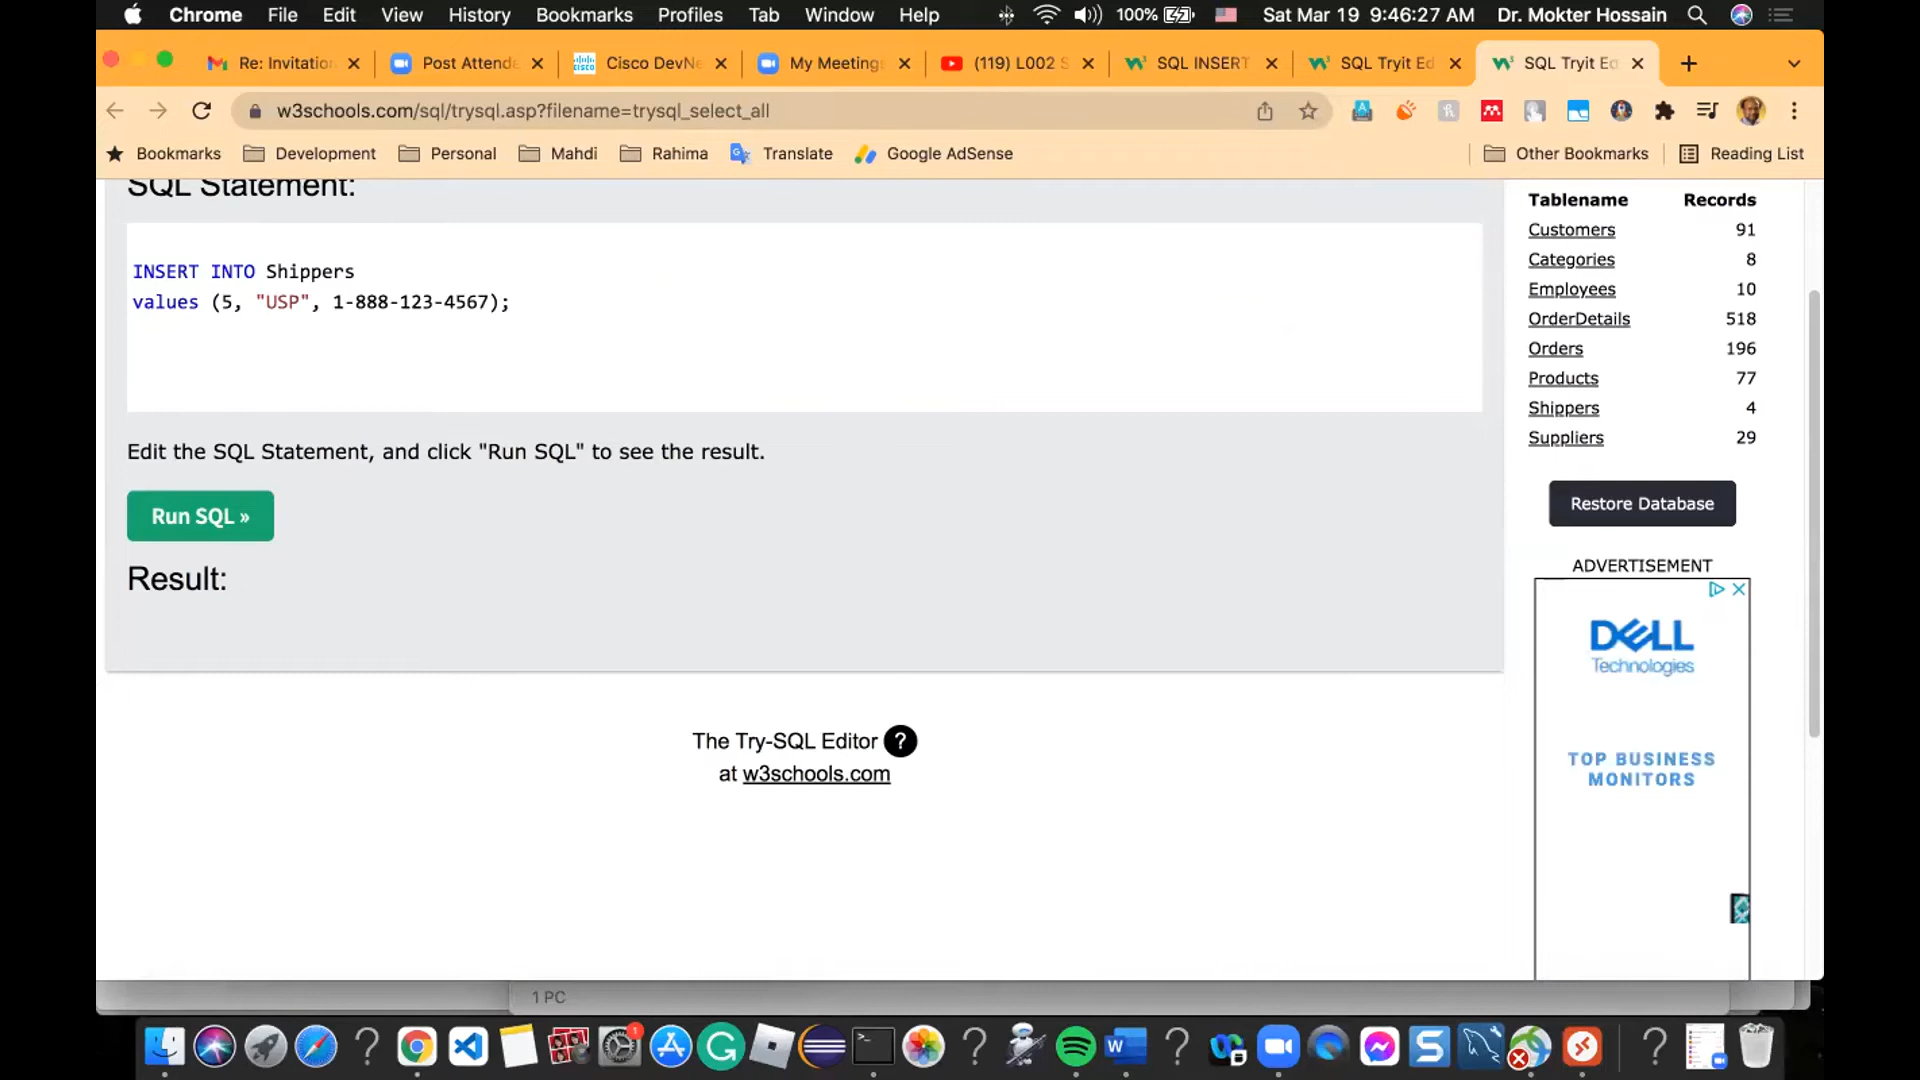 Chrome File Edit View History Bookmarks Profiles Tab Window Help 100% Sat Mar 19 9:46:27 AM Dr. Mokter Hossain
Re: Invitation Post Attende Cisco DevNe My Meetings (119) L002 S SQL INSERT SQL Tryit Ed SQL Tryit Ed
w3schools.com/sql/trysql.asp?filename=trysql_select_all
Bookmarks Development Personal Mahdi Rahima Translate Google AdSense Other Bookmarks Reading List
SQL Statement:
INSERT INTO Shippers
values (5, "USP", 1-888-123-4567);
Edit the SQL Statement, and click "Run SQL" to see the result.
Run SQL »
Result:
The Try-SQL Editor ?
at w3schools.com
Tablename Records
Customers 91
Categories 8
Employees 10
OrderDetails 518
Orders 196
Products 77
Shippers 4
Suppliers 29
Restore Database
ADVERTISEMENT
DELL
Technologies
TOP BUSINESS
MONITORS
1 PC